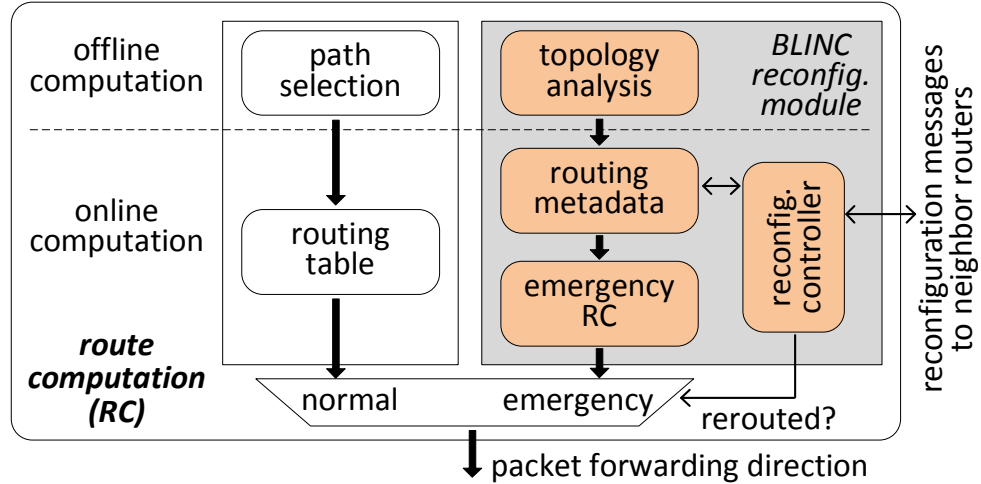 offline
computation
path
selection
topology
analysis
BLINC
reconfig.
module
online
computation
routing
table
routing
metadata
emergency
RC
reconfig.
controller
reconfiguration messages
to neighbor routers
route
computation
(RC)
normal
emergency
rerouted?
packet forwarding direction